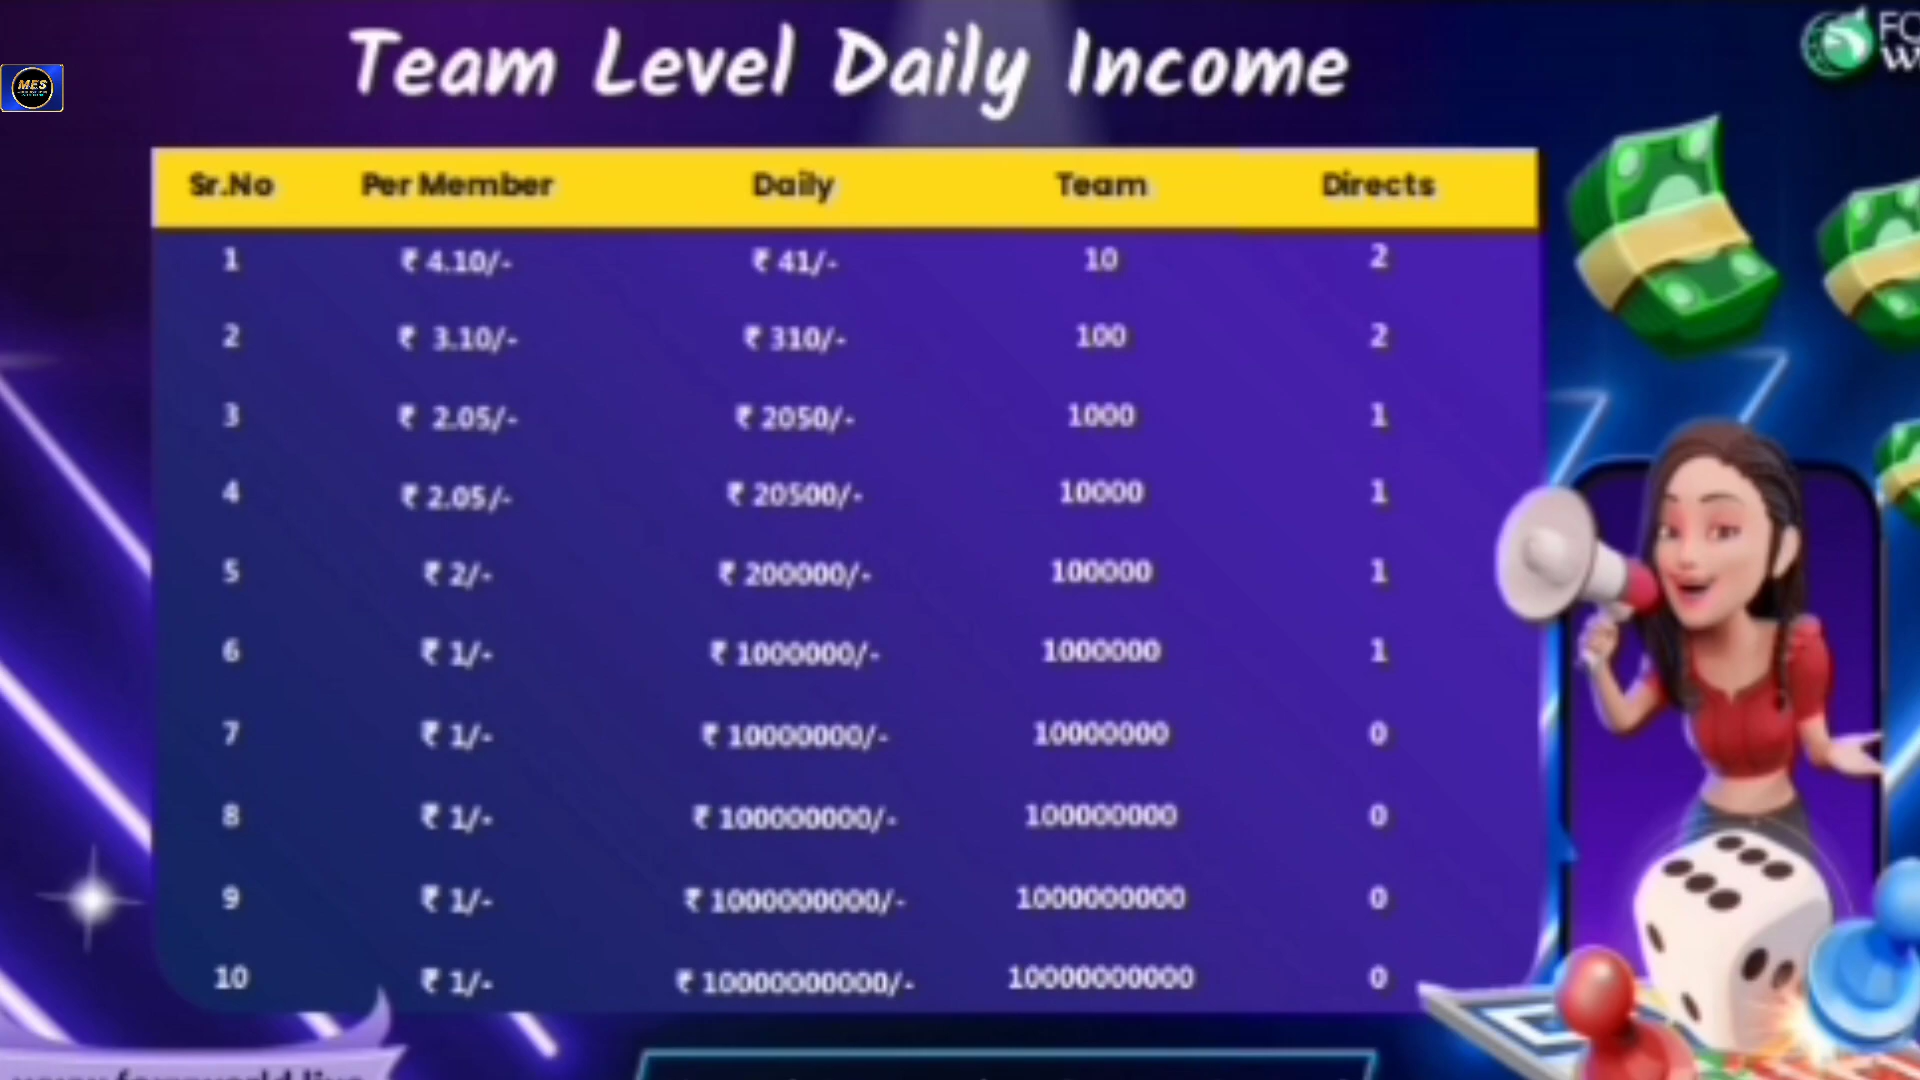 Team Level Daily Income
MES
Sr.No Per Member Daily Team Directs
1 ₹ 4.10/- ₹ 41/- 10 2
2 ₹ 3.10/- ₹ 310/- 100 2
3 ₹ 2.05/- ₹ 2050/- 1000 1
4 ₹ 2.05/- ₹ 20500/- 10000 1
5 ₹ 2/- ₹ 200000/- 100000 1
6 ₹ 1/- ₹ 1000000/- 1000000 1
7 ₹ 1/- ₹ 10000000/- 10000000 0
8 ₹ 1/- ₹ 100000000/- 100000000 0
9 ₹ 1/- ₹ 1000000000/- 1000000000 0
10 ₹ 1/- ₹ 10000000000/- 10000000000 0